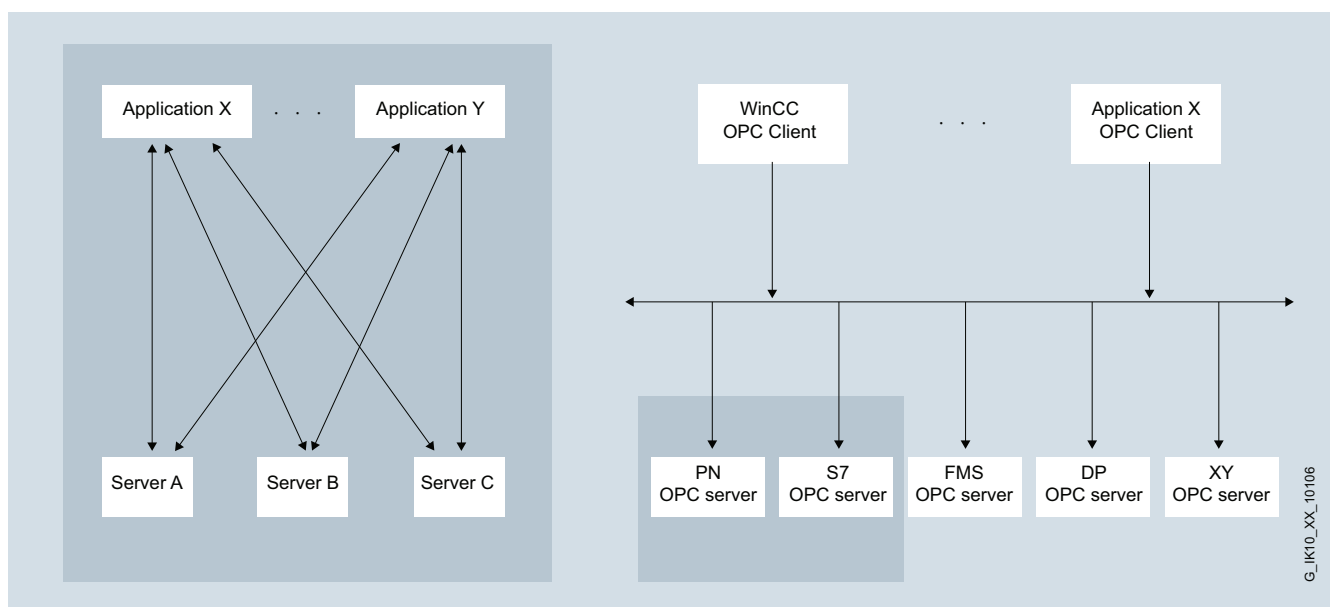 Application X
. . .
Application Y
WinCC
OPC Client
. . .
Application X
OPC Client
Server A
Server B
Server C
PN
OPC server
S7
OPC server
FMS
OPC server
DP
OPC server
XY
OPC server
G_IK10_XX_10106